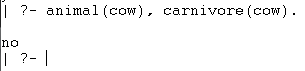 | ?- animal(cow), carnivore(cow).
no
| ?-